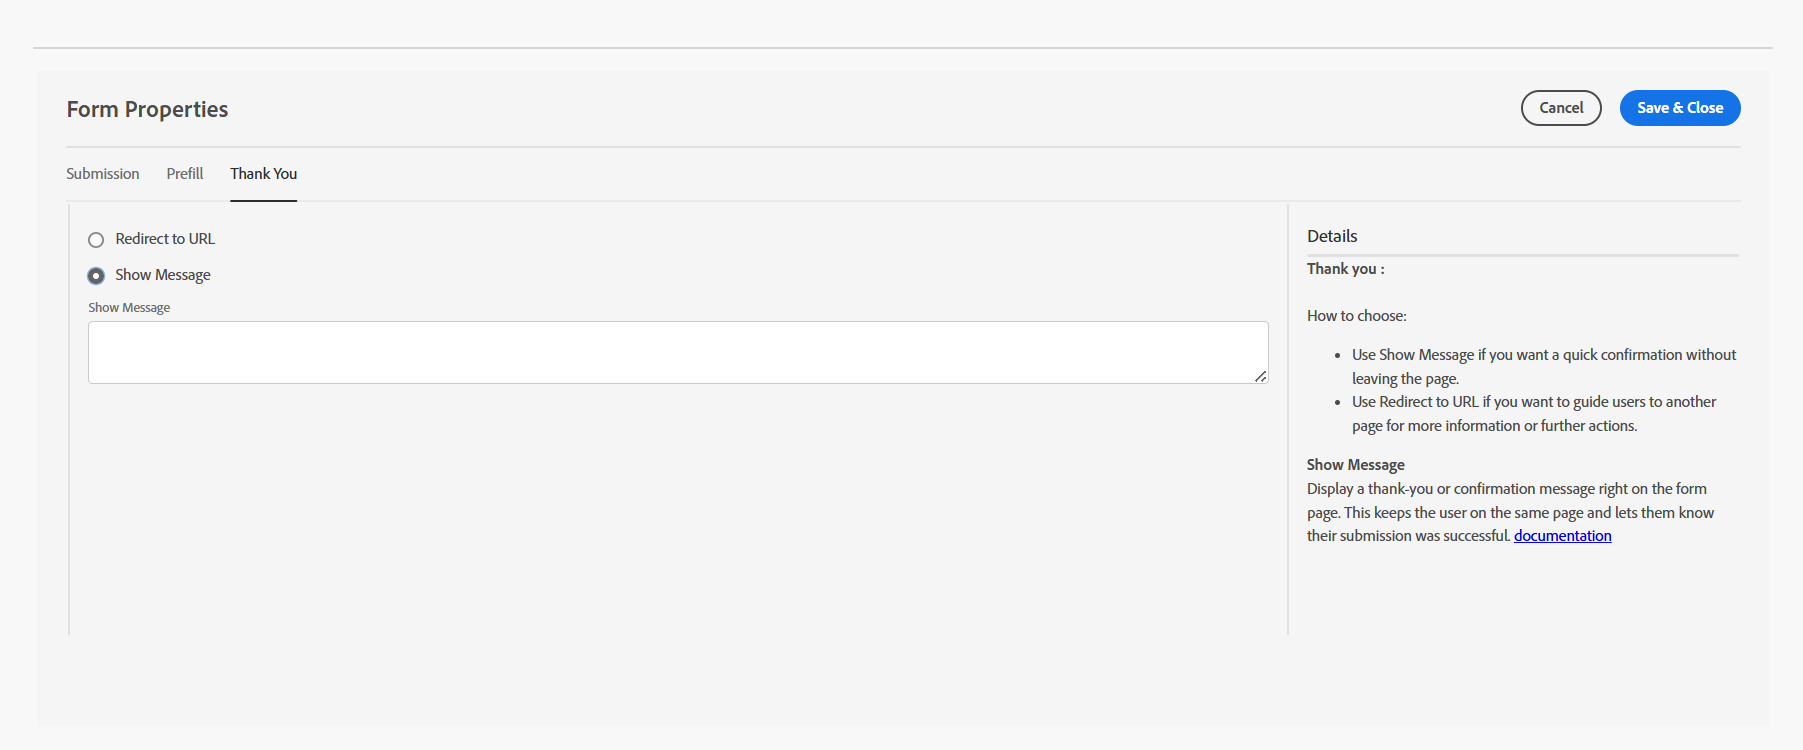 Form Properties
Cancel
Save & Close
Submission
Prefill
Thank You
Redirect to URL
Show Message
Show Message
Details
Thank you :
How to choose:
Use Show Message if you want a quick confirmation without
leaving the page.
Use Redirect to URL if you want to guide users to another
page for more information or further actions.
Show Message
Display a thank-you or confirmation message right on the form
page. This keeps the user on the same page and lets them know
their submission was successful. documentation